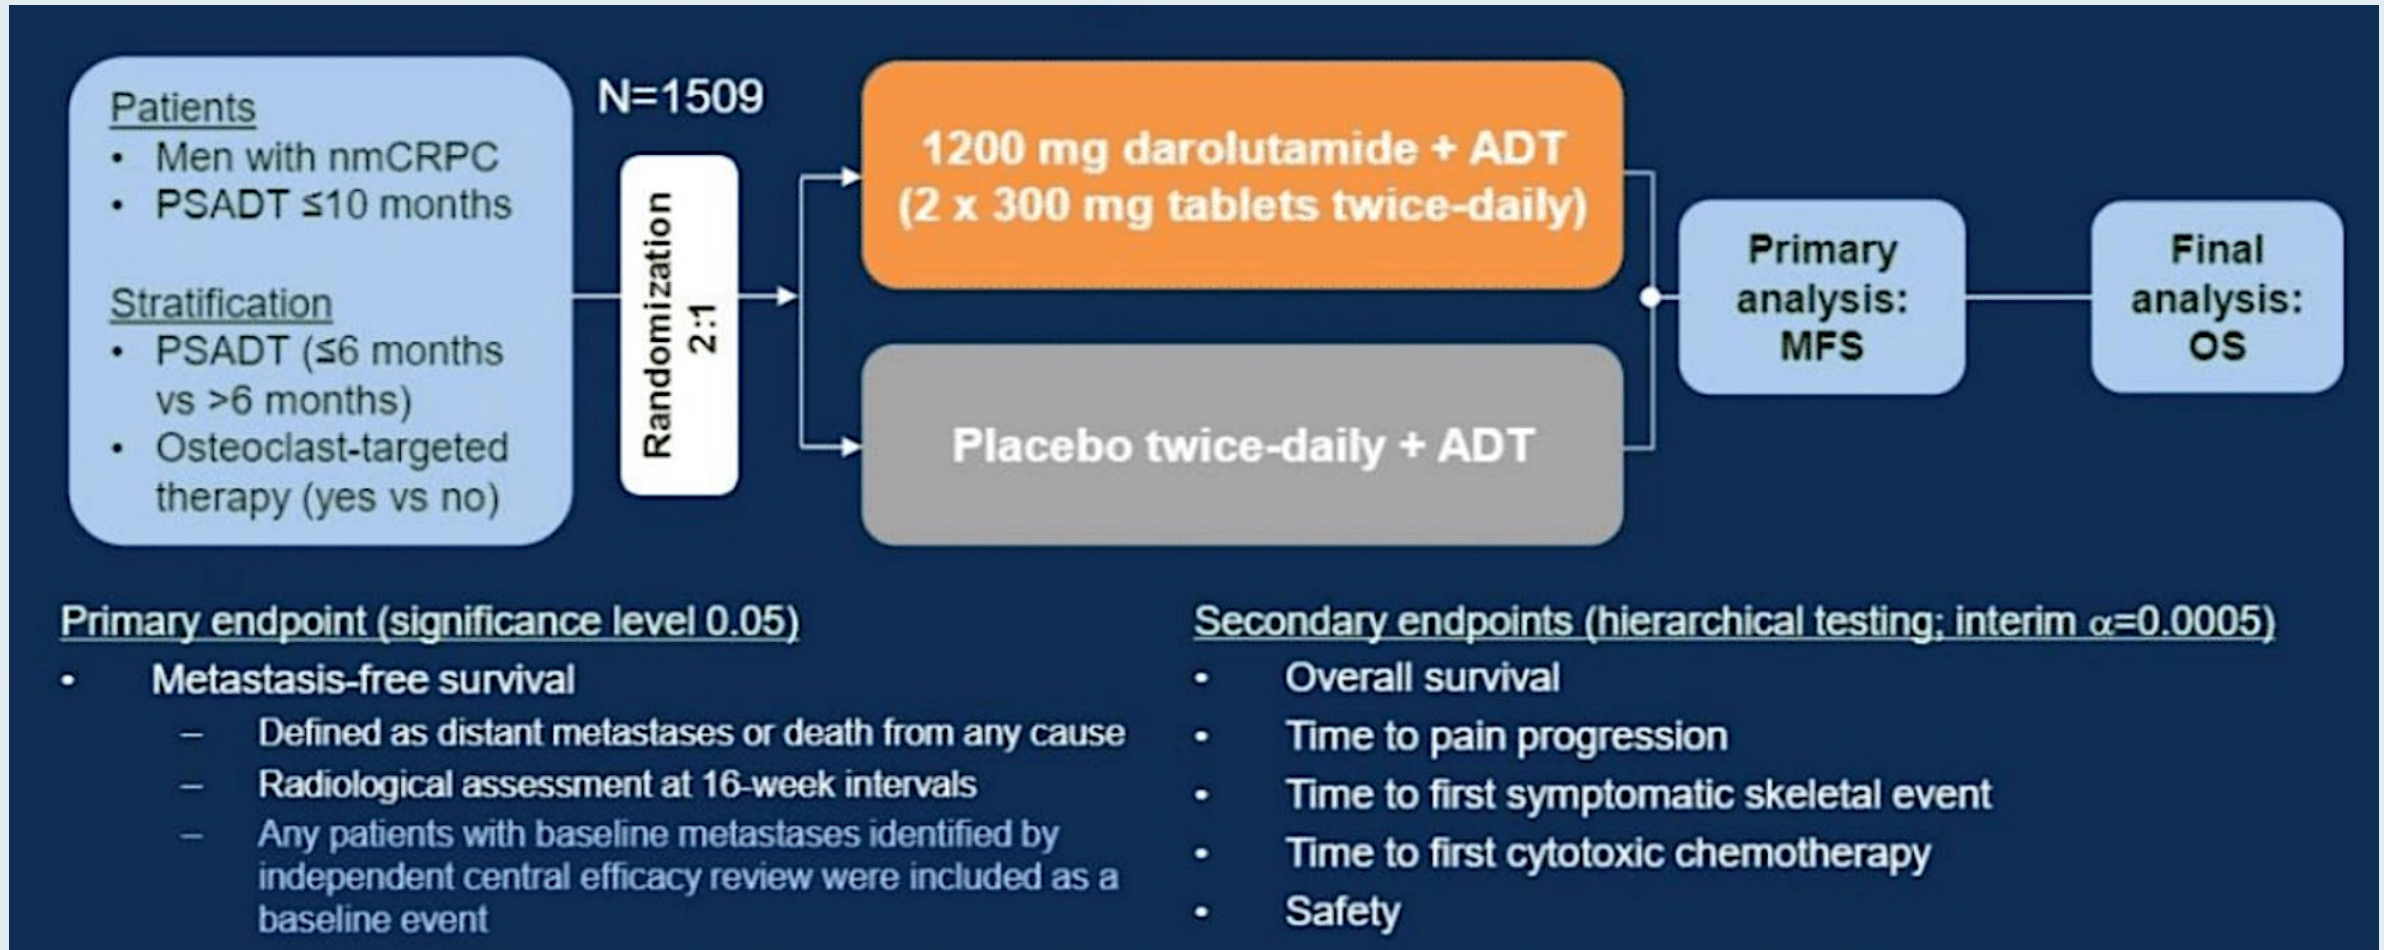 Patients
• Men with nmCRPC
• PSADT ≤10 months
Stratification
• PSADT (≤6 months
vs >6 months)
• Osteoclast-targeted
therapy (yes vs no)
N=1509
Randomization
2:1
1200 mg darolutamide + ADT
(2 x 300 mg tablets twice-daily)
Placebo twice-daily + ADT
Primary
analysis:
MFS
Final
analysis:
OS
Primary endpoint (significance level 0.05)
• Metastasis-free survival
– Defined as distant metastases or death from any cause
– Radiological assessment at 16-week intervals
– Any patients with baseline metastases identified by
independent central efficacy review were included as a
baseline event
Secondary endpoints (hierarchical testing; interim α=0.0005)
• Overall survival
• Time to pain progression
• Time to first symptomatic skeletal event
• Time to first cytotoxic chemotherapy
• Safety